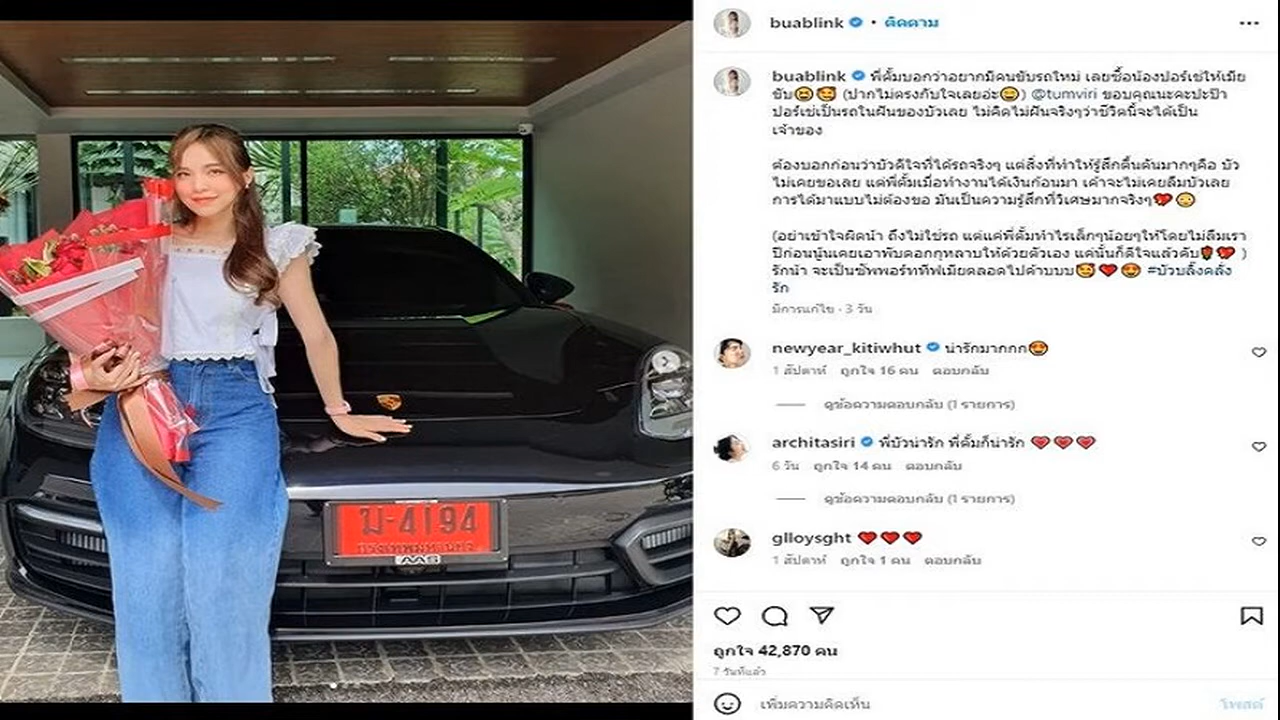 buablink • ติดตาม
buablink พี่ตั้มบอกว่าอยากมีคนขับรถใหม่ เลยซื้อน้องปอร์เช่ให้เมีย
ขับ😄🥰 (ปากไม่ตรงกับใจเลยอ่ะ😄) @tumviri ขอบคุณนะคะปะป๊า
ปอร์เช่เป็นรถในฝันของบัวเลย ไม่คิดไม่ฝันจริงๆว่าชีวิตนี้จะได้เป็น
เจ้าของ
ต้องบอกก่อนว่าบัวดีใจที่ได้รถจริงๆ แต่สิ่งที่ทำให้รู้สึกตื้นตันมากๆคือ บัว
ไม่เคยขอเลย แต่พี่ตั้มเมื่อทำงานได้เงินก้อนมา เค้าจะไม่เคยลืมบัวเลย
การได้มาแบบไม่ต้องขอ มันเป็นความรู้สึกที่วิเศษมากจริงๆ
(อย่าเข้าใจผิดน้า ถึงไม่ใช่รถ แต่แค่พี่ตั้มทำไรเล็กๆน้อยๆให้โดยไม่ลืมเรา
ปีก่อนนู้นเคยเอาพับดอกกุหลาบให้ด้วยตัวเอง แค่นั้นก็ดีใจแล้วคับ🌹❤️ )
รักน้า จะเป็นซัพพอร์ททีฟเมียตลอดไปค้าบบบ🥰❤️😍 #บัวบลิ๊งคลั่ง
รัก
มีการแก้ไข · 3 วัน
newyear_kitiwhut น่ารักมากกก😍
1 สัปดาห์ ถูกใจ 16 คน ตอบกลับ
ดูข้อความตอบกลับ (1 รายการ)
architasiri พี่บัวน่ารัก พี่ตั้มก็น่ารัก ❤️❤️❤️
6 วัน ถูกใจ 14 คน ตอบกลับ
ดูข้อความตอบกลับ (1 รายการ)
glloysght ❤️❤️❤️
1 สัปดาห์ ถูกใจ 1 คน ตอบกลับ
ถูกใจ 42,870 คน
7 วันที่แล้ว
เพิ่มความคิดเห็น โพสต์
4194
กรุงเทพมหานคร
AAS